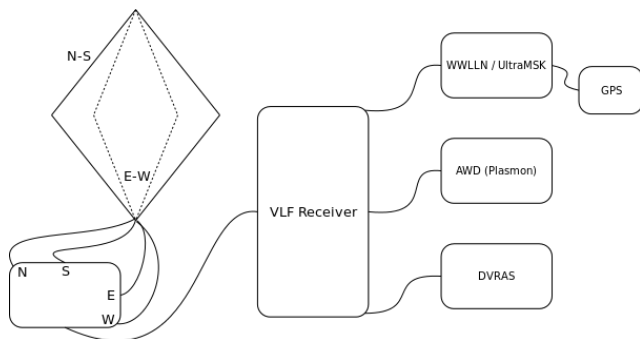 N-S
E-W
N
S
E
W
VLF Receiver
WWLLN / UltraMSK
GPS
AWD (Plasmon)
DVRAS